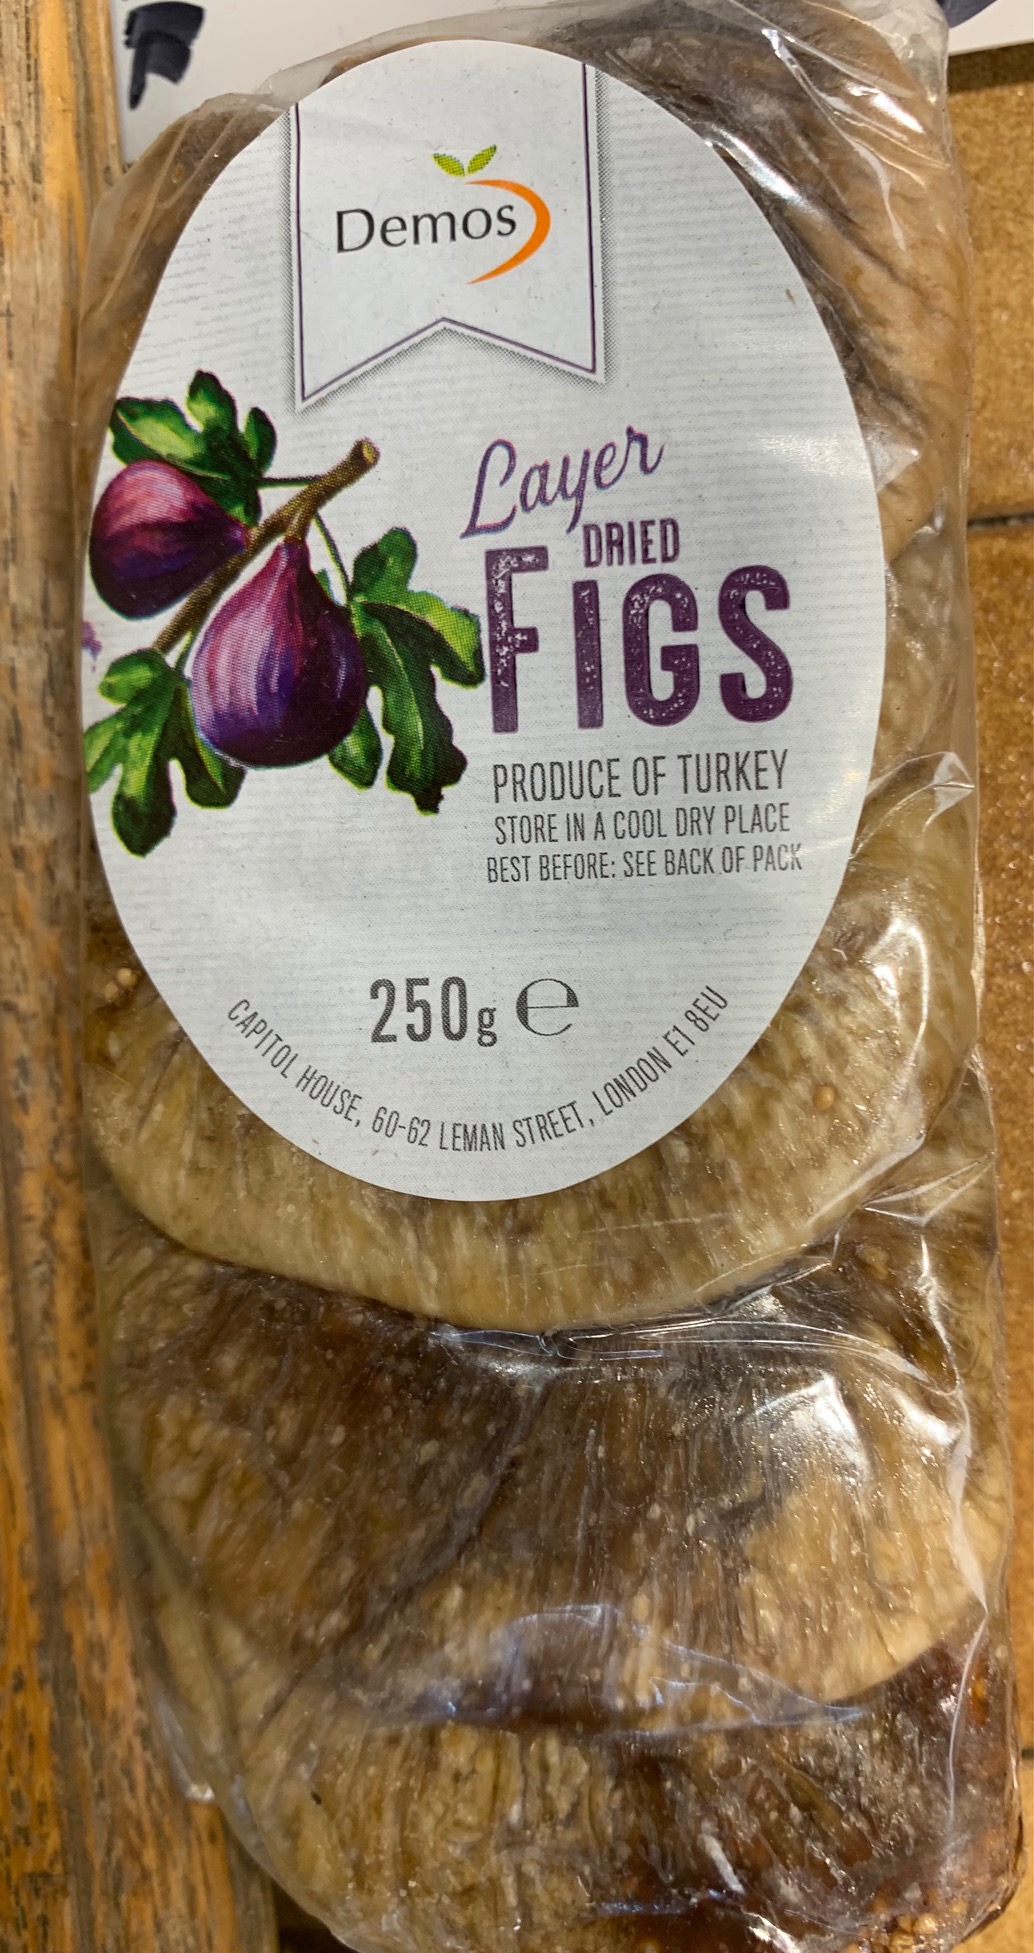 Demos
Layer
DRIED
FIGS
PRODUCE OF TURKEY
STORE IN A COOL DRY PLACE
BEST BEFORE: SEE BACK OF PACK
250g e
CAPITOL HOUSE, 60-62 LEMAN STREET, LONDON E1 8EU